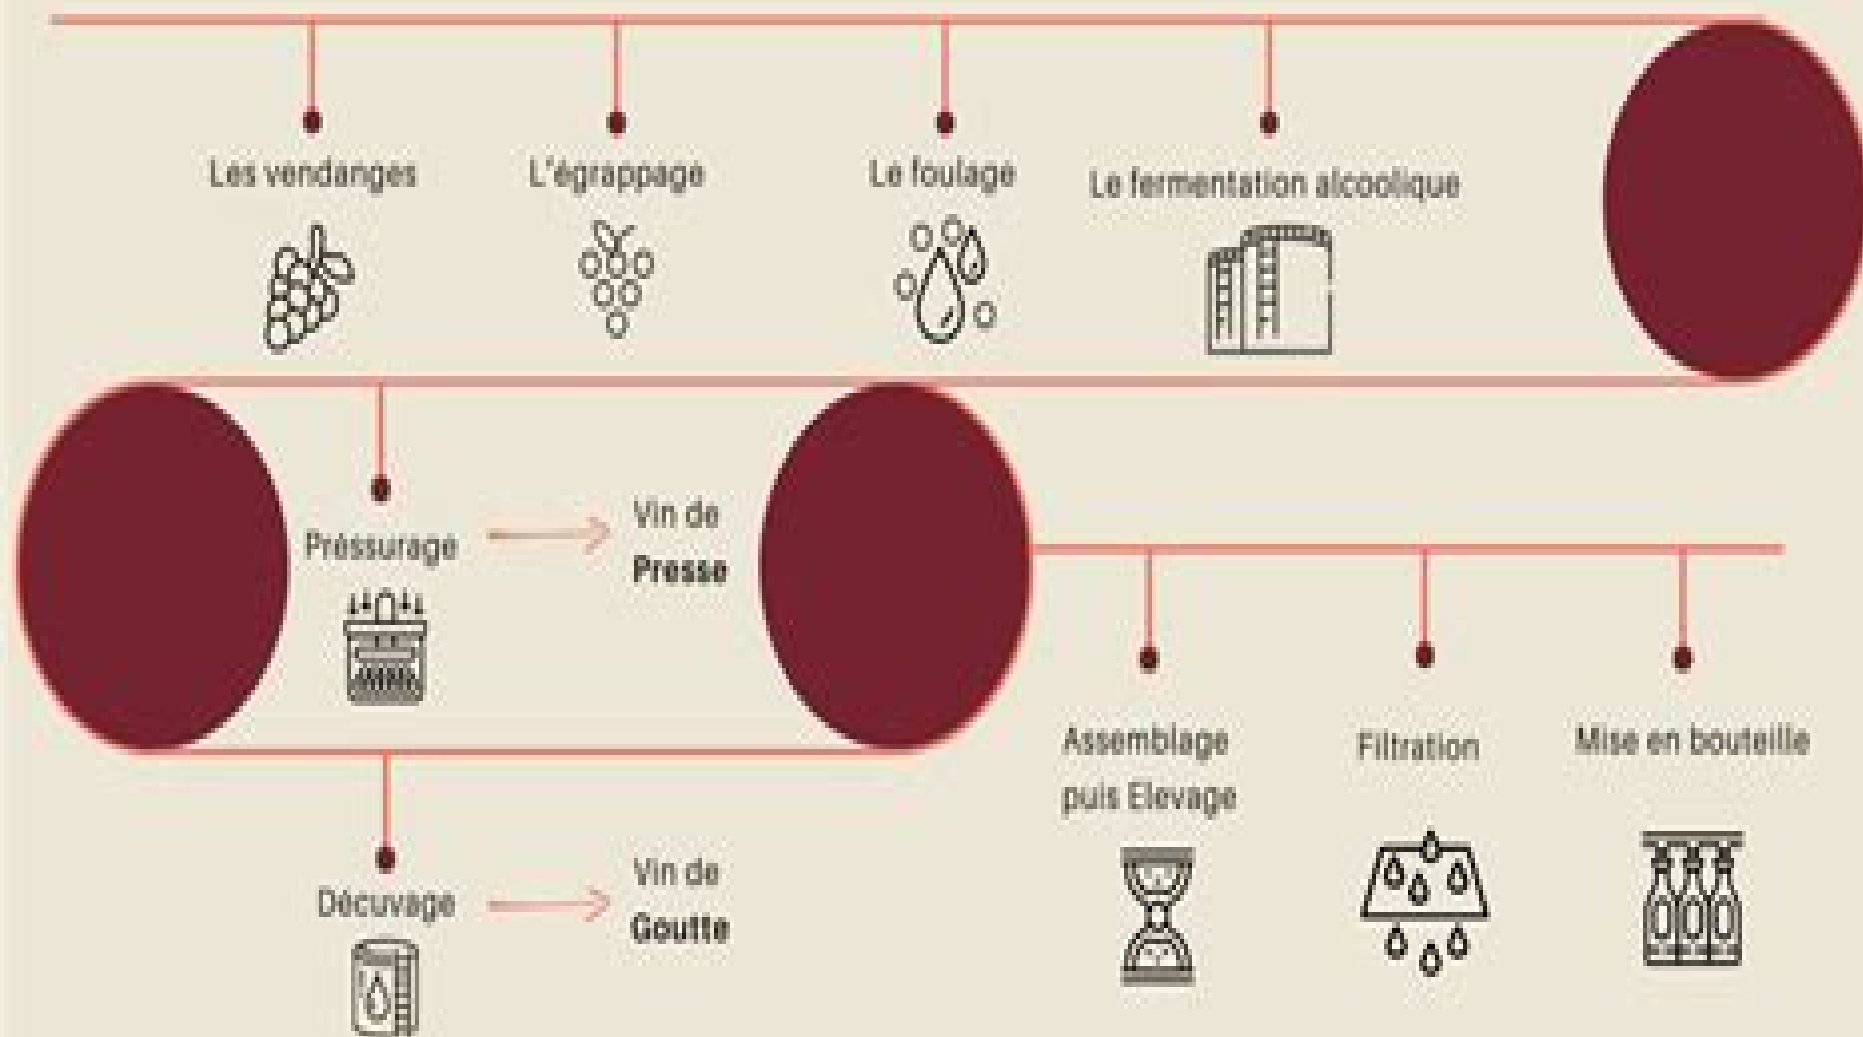 Les vendanges
L'égrappage
Le foulage
Le fermentation alcoolique
Préssurage
Vin de
Presse
Décuvage
Vin de
Goutte
Assemblage
puis Elevage
Filtration
Mise en bouteille